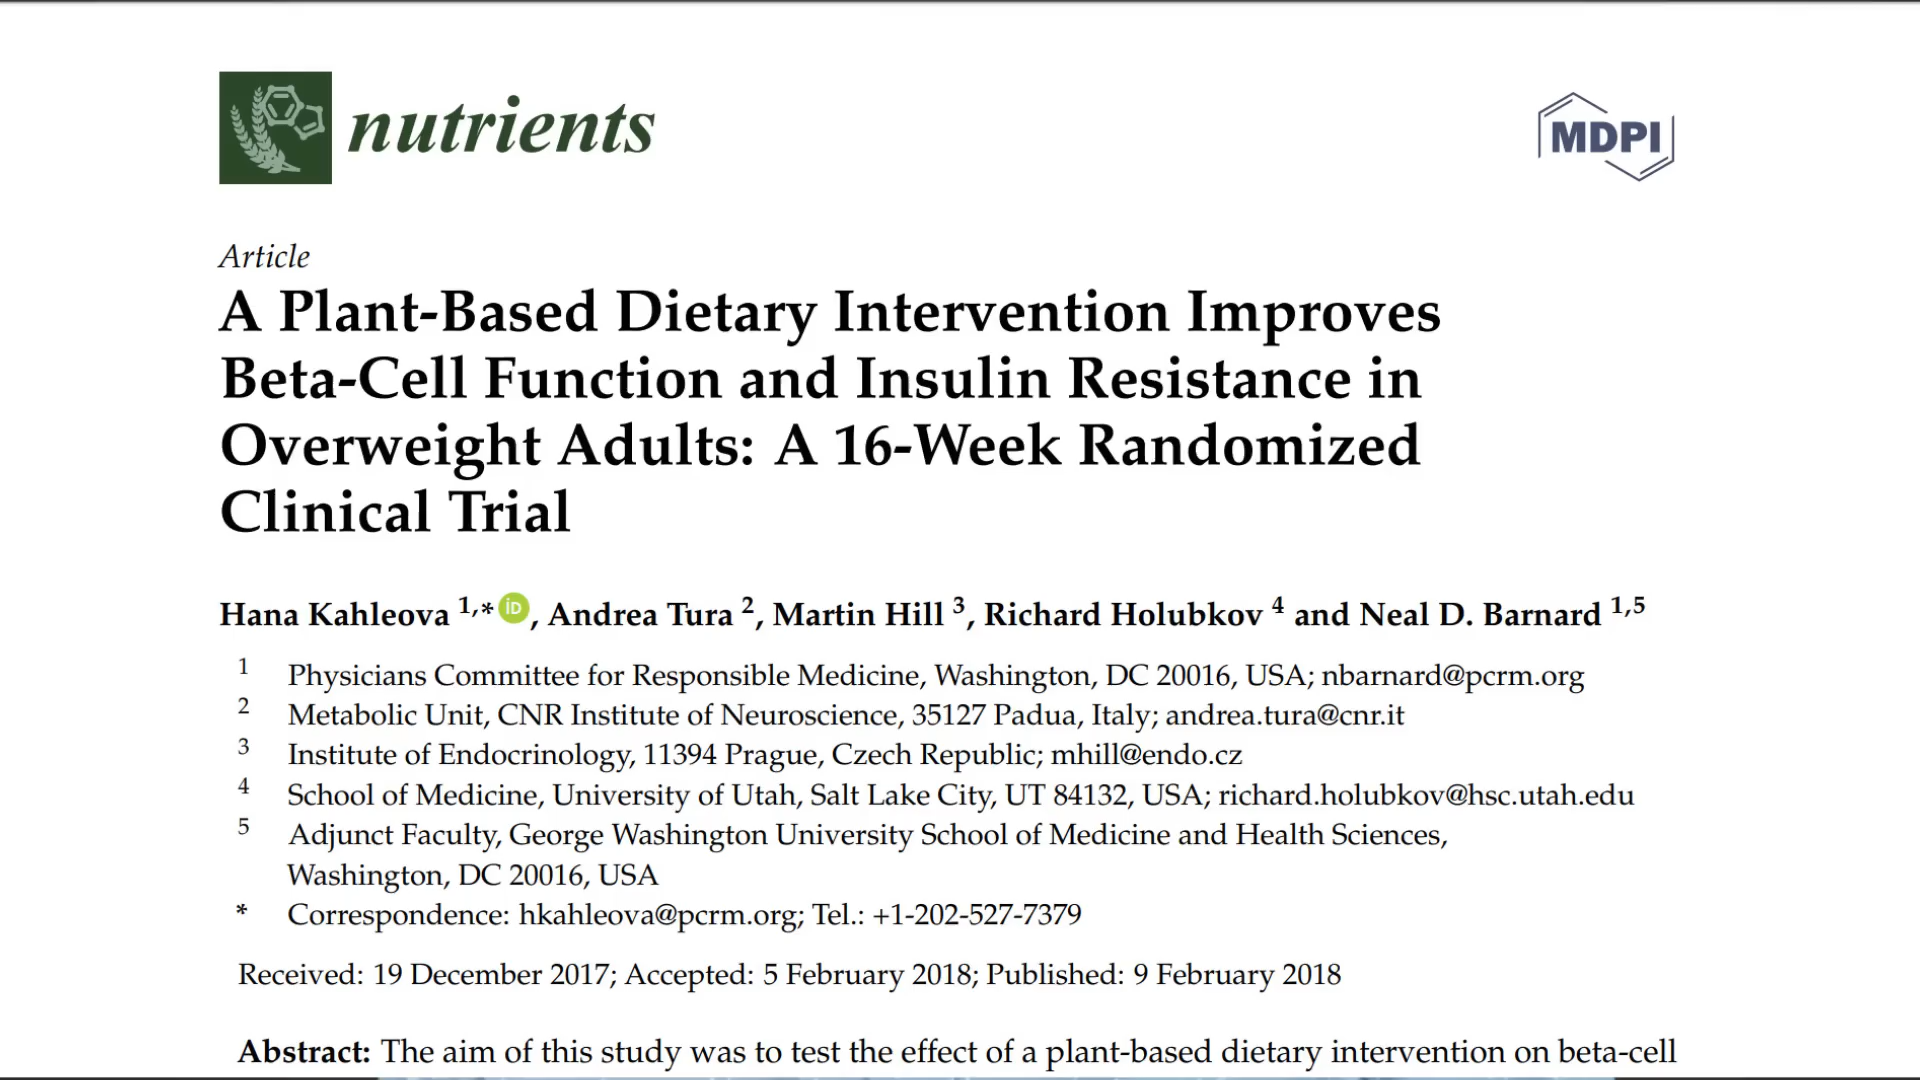 nutrients
MDPI
Article
A Plant-Based Dietary Intervention Improves
Beta-Cell Function and Insulin Resistance in
Overweight Adults: A 16-Week Randomized
Clinical Trial
Hana Kahleova 1,* iD , Andrea Tura 2, Martin Hill 3, Richard Holubkov 4 and Neal D. Barnard 1,5
1 Physicians Committee for Responsible Medicine, Washington, DC 20016, USA; nbarnard@pcrm.org
2 Metabolic Unit, CNR Institute of Neuroscience, 35127 Padua, Italy; andrea.tura@cnr.it
3 Institute of Endocrinology, 11394 Prague, Czech Republic; mhill@endo.cz
4 School of Medicine, University of Utah, Salt Lake City, UT 84132, USA; richard.holubkov@hsc.utah.edu
5 Adjunct Faculty, George Washington University School of Medicine and Health Sciences,
Washington, DC 20016, USA
* Correspondence: hkahleova@pcrm.org; Tel.: +1-202-527-7379
Received: 19 December 2017; Accepted: 5 February 2018; Published: 9 February 2018
Abstract: The aim of this study was to test the effect of a plant-based dietary intervention on beta-cell